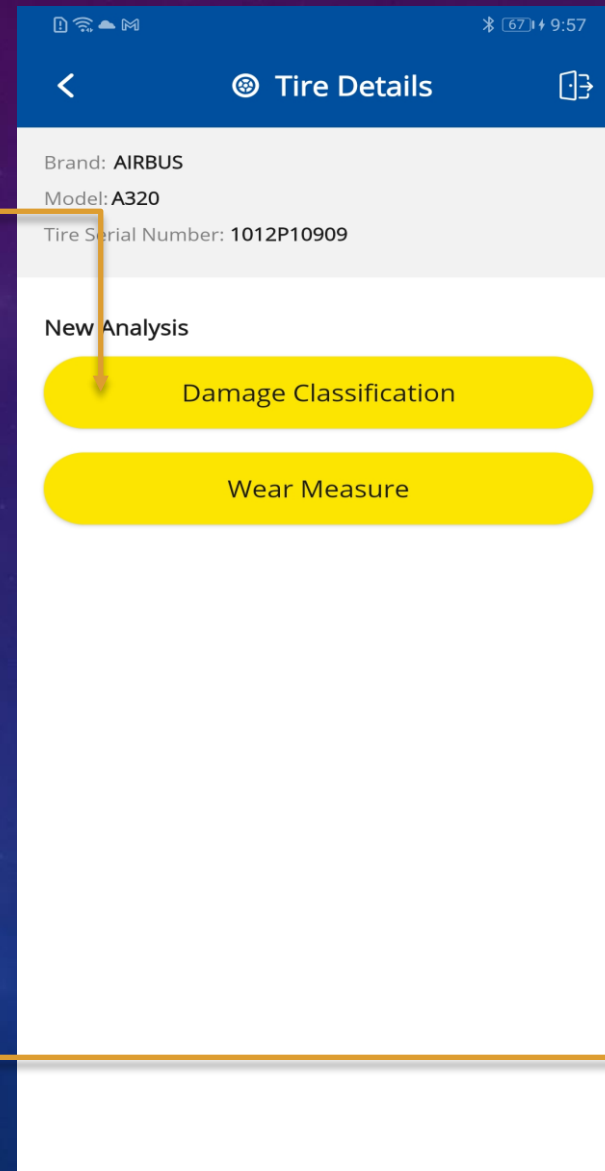 67 9:57
Tire Details
Brand: AIRBUS
Model: A320
Tire Serial Number: 1012P10909
New Analysis
Damage Classification
Wear Measure